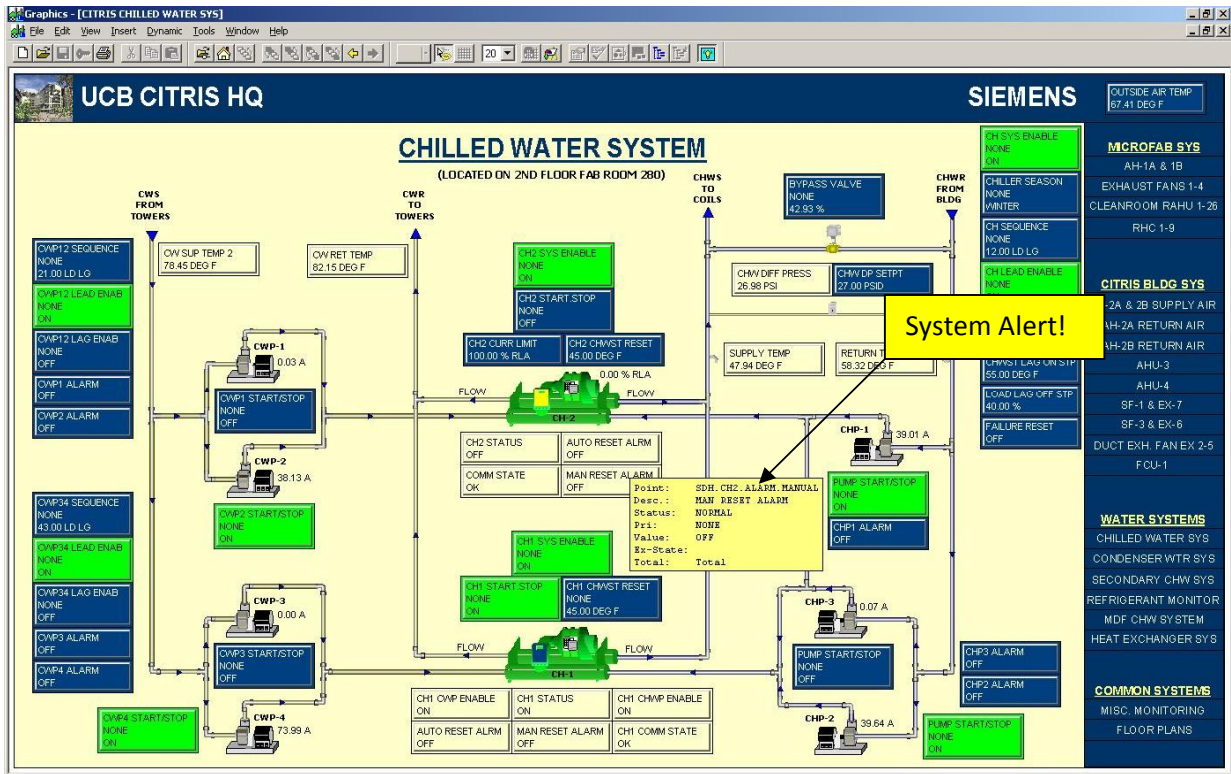 Graphics - [CITRIS CHILLED WATER SYS]
File Edit View Insert Dynamic Tools Window Help
20
UCB CITRIS HQ
SIEMENS
OUTSIDE AIR TEMP
67.41 DEG F
CHILLED WATER SYSTEM
(LOCATED ON 2ND FLOOR FAB ROOM 280)
CWS
FROM
TOWERS
CWR
TO
TOWERS
CHWS
TO
COILS
CHWR
FROM
BLDG
BYPASS VALVE
NONE
42.93 %
CH SYS ENABLE
NONE
ON
CHILLER SEASON
NONE
WINTER
CH SEQUENCE
NONE
12.00 LD LG
CH LEAD ENABLE
NONE
CHWST LAG ON STP
55.00 DEG F
LOAD LAG OFF STP
40.00 %
FAILURE RESET
OFF
CWP12 SEQUENCE
NONE
21.00 LD LG
CWP12 LEAD ENAB
NONE
ON
CWP12 LAG ENAB
NONE
OFF
CWP1 ALARM
OFF
CWP2 ALARM
OFF
CW SUP TEMP 2
78.45 DEG F
CW RET TEMP
82.15 DEG F
CH2 SYS ENABLE
NONE
ON
CH2 START.STOP
NONE
OFF
CH2 CURR LIMIT
100.00 % RLA
CH2 CHWST RESET
45.00 DEG F
0.00 % RLA
CHW DIFF PRESS
26.98 PSI
CHW DP SETPT
27.00 PSID
System Alert!
SUPPLY TEMP
47.94 DEG F
RETURN T
58.32 DEG F
CWP-1
0.03 A
CWP1 START/STOP
NONE
OFF
CWP-2
38.13 A
CWP2 START/STOP
NONE
ON
FLOW
FLOW
CH-2
CH2 STATUS
OFF
AUTO RESET ALRM
OFF
COMM STATE
OK
MAN RESET ALARM
OFF
CHP-1
39.01 A
PUMP START/STOP
NONE
ON
CHP1 ALARM
OFF
Point: SDH.CH2.ALARM.MANUAL
Desc.: MAN RESET ALARM
Status: NORMAL
Pri: NONE
Value: OFF
Ex-State:
Total: Total
CWP34 SEQUENCE
NONE
43.00 LD LG
CWP34 LEAD ENAB
NONE
ON
CWP34 LAG ENAB
NONE
OFF
CWP3 ALARM
OFF
CWP4 ALARM
OFF
CH1 SYS ENABLE
NONE
ON
CH1 START STOP
NONE
ON
CH1 CHWST RESET
NONE
45.00 DEG F
CWP-3
0.00 A
CWP3 START/STOP
NONE
OFF
CWP-4
73.99 A
CWP4 START/STOP
NONE
ON
FLOW
FLOW
CH-1
CH1 CWP ENABLE
ON
CH1 STATUS
ON
CH1 CHWP ENABLE
ON
AUTO RESET ALRM
OFF
MAN RESET ALARM
OFF
CH1 COMM STATE
OK
CHP-3
0.07 A
PUMP START/STOP
NONE
OFF
CHP-2
39.64 A
PUMP START/STOP
NONE
ON
CHP3 ALARM
OFF
CHP2 ALARM
OFF
MICROFAB SYS
AH-1A & 1B
EXHAUST FANS 1-4
CLEANROOM RAHU 1-26
RHC 1-9
CITRIS BLDG SYS
-2A & 2B SUPPLY AIR
AH-2A RETURN AIR
AH-2B RETURN AIR
AHU-3
AHU-4
SF-1 & EX-7
SF-3 & EX-6
DUCT EXH. FAN EX 2-5
FCU-1
WATER SYSTEMS
CHILLED WATER SYS
CONDENSER WTR SYS
SECONDARY CHW SYS
REFRIGERANT MONITOR
MDF CHW SYSTEM
HEAT EXCHANGER SYS
COMMON SYSTEMS
MISC. MONITORING
FLOOR PLANS